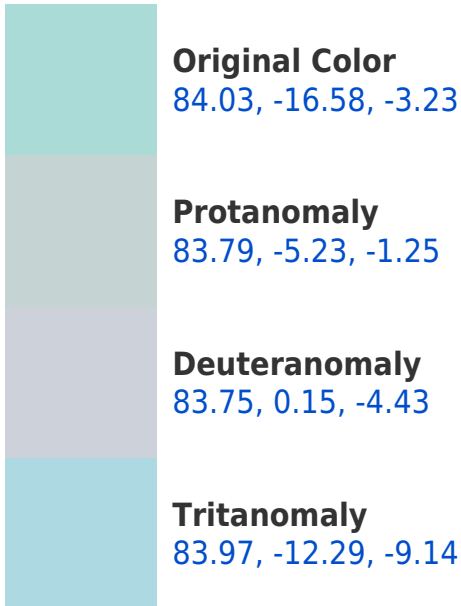 Original Color
84.03, -16.58, -3.23
Protanomaly
83.79, -5.23, -1.25
Deuteranomaly
83.75, 0.15, -4.43
Tritanomaly
83.97, -12.29, -9.14